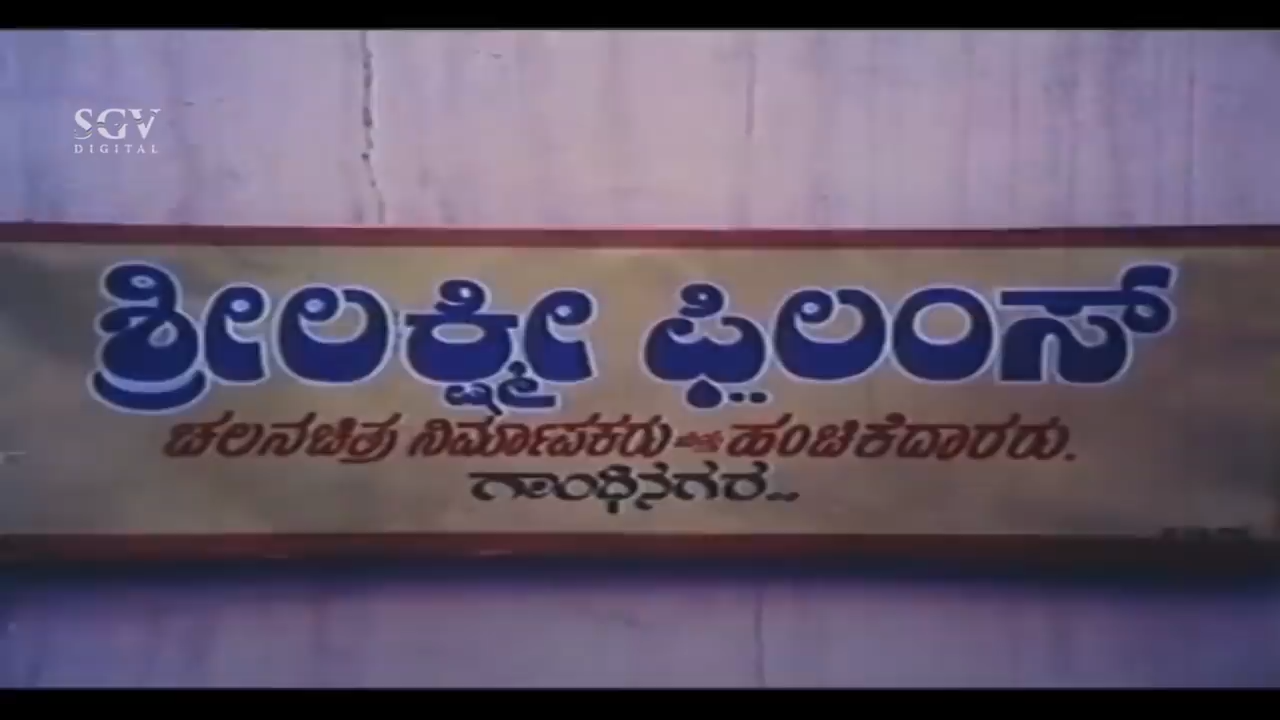 SGV
DIGITAL
ಶ್ರೀಲಕ್ಷ್ಮೀ ಫಿಲಂಸ್
ಚಲನಚಿತ್ರ ನಿರ್ಮಾಪಕರು ಹಂಚಿಕೆದಾರರು.
ಗಾಂಧಿನಗರ..